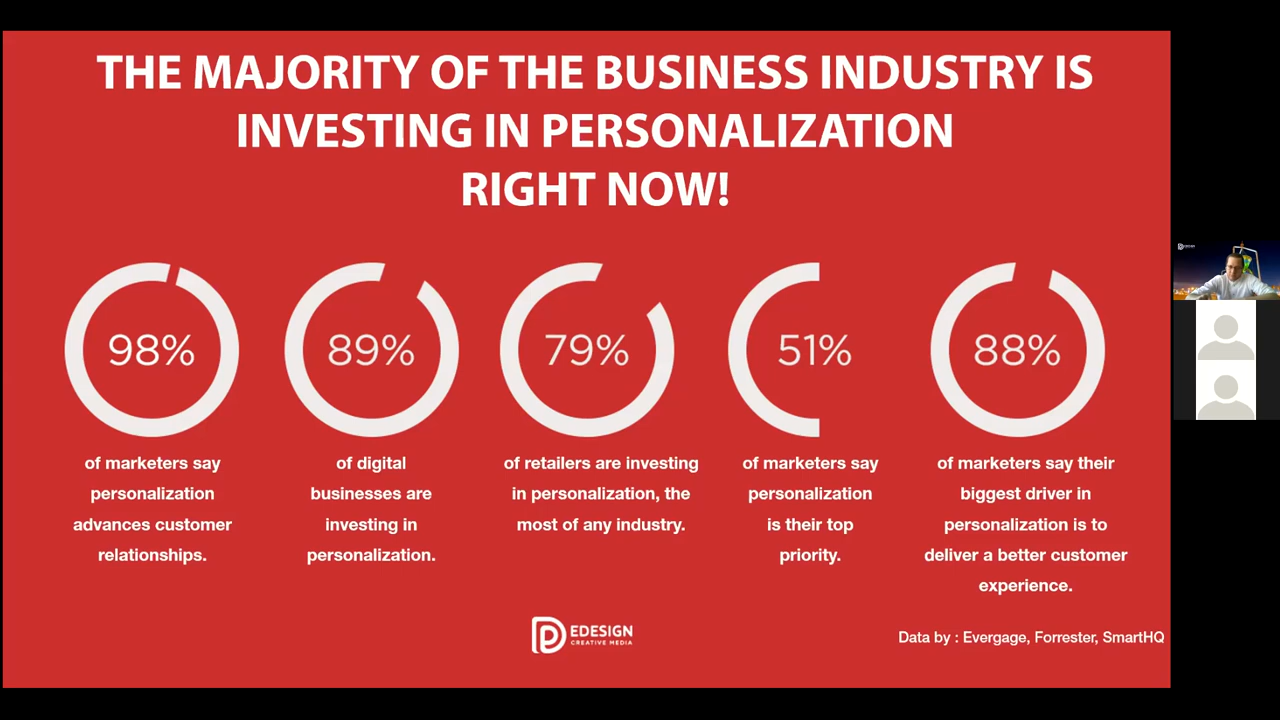 THE MAJORITY OF THE BUSINESS INDUSTRY IS
INVESTING IN PERSONALIZATION
RIGHT NOW!
98%
of marketers say
personalization
advances customer
relationships.
89%
of digital
businesses are
investing in
personalization.
79%
of retailers are investing
in personalization, the
most of any industry.
51%
of marketers say
personalization
is their top
priority.
88%
of marketers say their
biggest driver in
personalization is to
deliver a better customer
experience.
EDESIGN
CREATIVE MEDIA
Data by : Evergage, Forrester, SmartHQ